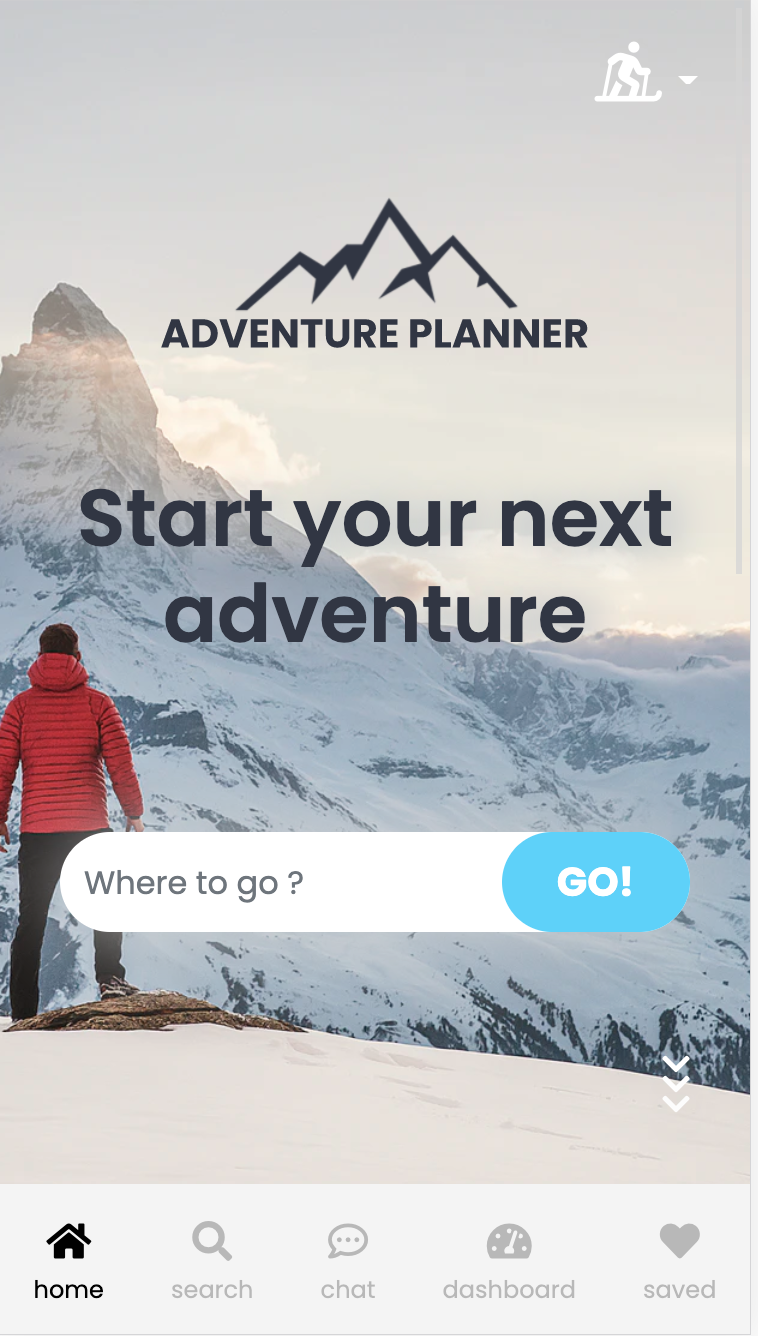 ADVENTURE PLANNER
Start your next
adventure
Where to go ?
GO!
home
search
chat
dashboard
saved